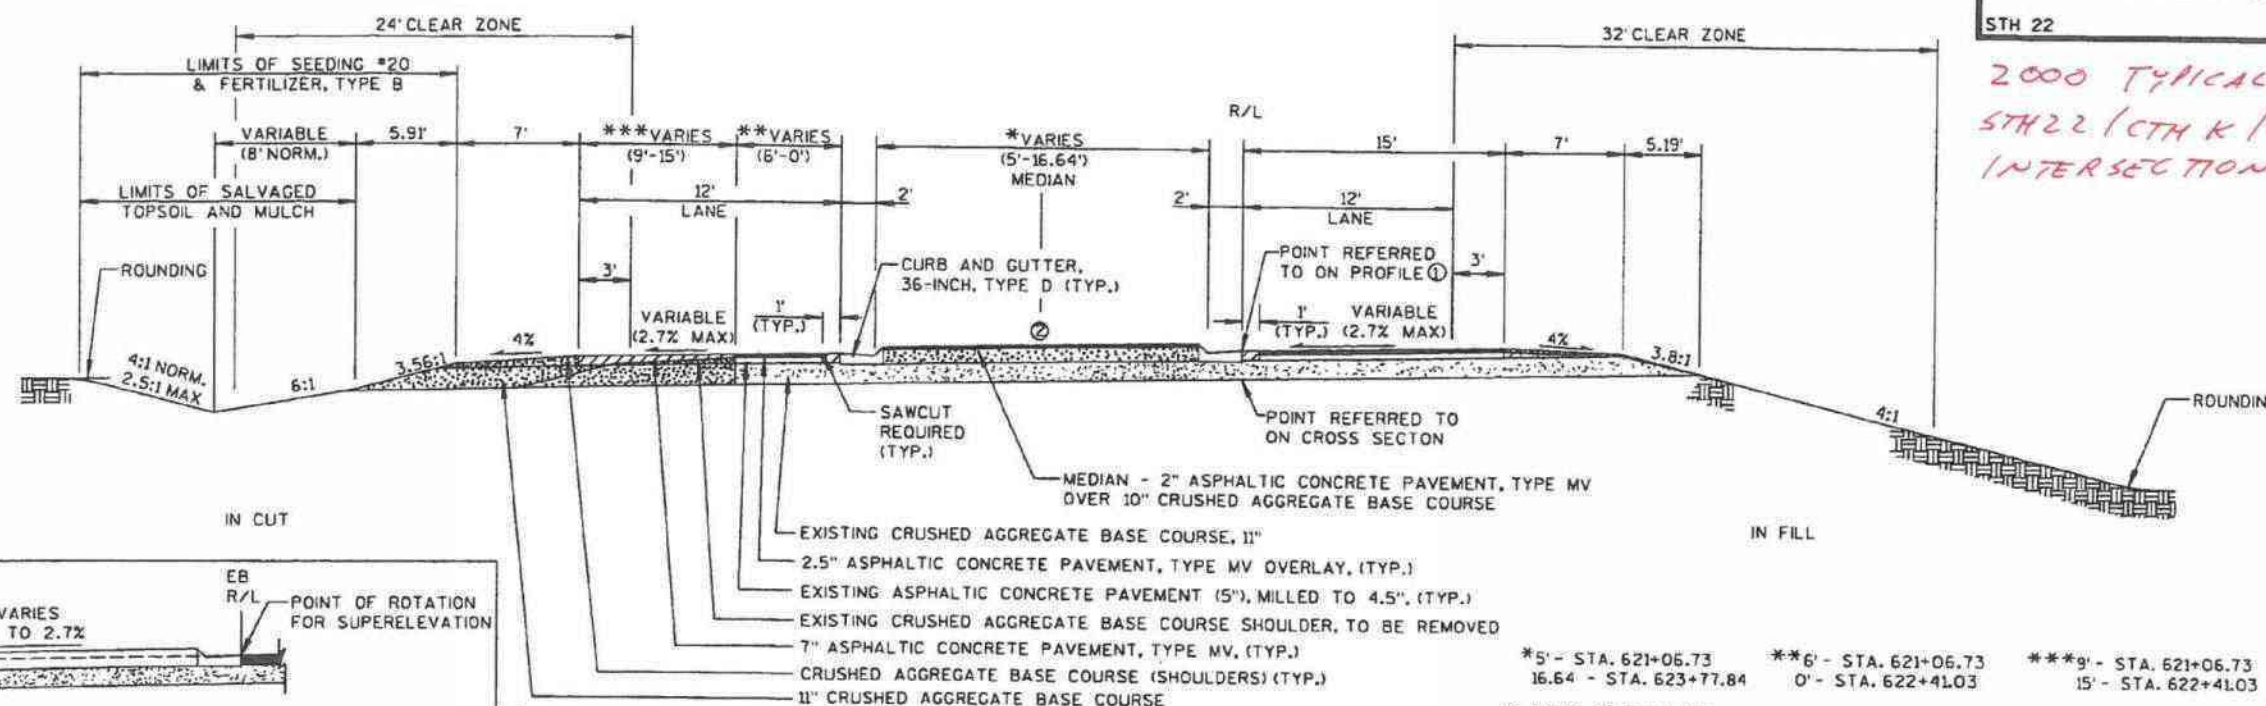 STH 22
2000 TYPICAL
STH22 / CTH K /
INTERSECTION
24' CLEAR ZONE
32' CLEAR ZONE
LIMITS OF SEEDING #20
& FERTILIZER, TYPE B
R/L
VARIABLE
(8' NORM.)
5.91'
7'
***VARIES
(9'-15')
**VARIES
(6'-0')
*VARIES
(5'-16.64')
MEDIAN
15'
7'
5.19'
LIMITS OF SALVAGED
TOPSOIL AND MULCH
12'
LANE
2'
2'
12'
LANE
ROUNDING
3'
CURB AND GUTTER,
36-INCH, TYPE D (TYP.)
POINT REFERRED
TO ON PROFILE ①
3'
VARIABLE
(2.7% MAX)
1'
(TYP.)
②
1'
(TYP.)
VARIABLE
(2.7% MAX)
4:1 NORM.
2.5:1 MAX
6:1
3.56:1
4%
4%
3.8:1
4:1
ROUNDIN
SAWCUT
REQUIRED
(TYP.)
POINT REFERRED TO
ON CROSS SECTON
MEDIAN - 2" ASPHALTIC CONCRETE PAVEMENT, TYPE MV
OVER 10" CRUSHED AGGREGATE BASE COURSE
IN CUT
IN FILL
EXISTING CRUSHED AGGREGATE BASE COURSE, 11"
2.5" ASPHALTIC CONCRETE PAVEMENT, TYPE MV OVERLAY, (TYP.)
EXISTING ASPHALTIC CONCRETE PAVEMENT (5"), MILLED TO 4.5", (TYP.)
EXISTING CRUSHED AGGREGATE BASE COURSE SHOULDER, TO BE REMOVED
7" ASPHALTIC CONCRETE PAVEMENT, TYPE MV, (TYP.)
CRUSHED AGGREGATE BASE COURSE (SHOULDERS) (TYP.)
11" CRUSHED AGGREGATE BASE COURSE
EB
R/L
POINT OF ROTATION
FOR SUPERELEVATION
VARIES
TO 2.7%
*5' - STA. 621+06.73
16.64 - STA. 623+77.84
**6' - STA. 621+06.73
0' - STA. 622+41.03
***9' - STA. 621+06.73
15' - STA. 622+41.03